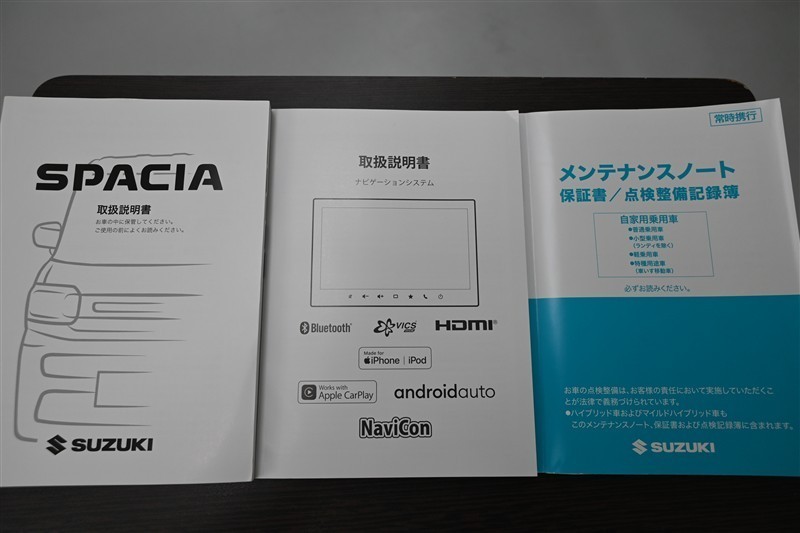 SPACIA
取扱説明書
お車の中に保管してください。
ご使用の前によくお読みください。
SUZUKI
取扱説明書
ナビゲーションシステム
Bluetooth®
VICS
HDMI®
Made for
iPhone | iPod
Works with
Apple CarPlay
androidauto
NaviCon
常時携行
メンテナンスノート
保証書/点検整備記録簿
自家用乗用車
●普通乗用車
●小型乗用車
(ランディを除く)
●軽乗用車
●特種用途車
(車いす移動車)
必ずお読みください。
お車の点検整備は、お客様の責任において実施していただくこ
とが法律で義務づけられています。
●ハイブリッド車およびマイルドハイブリッド車も
このメンテナンスノート、保証書および点検記録簿に含まれます。
SUZUKI